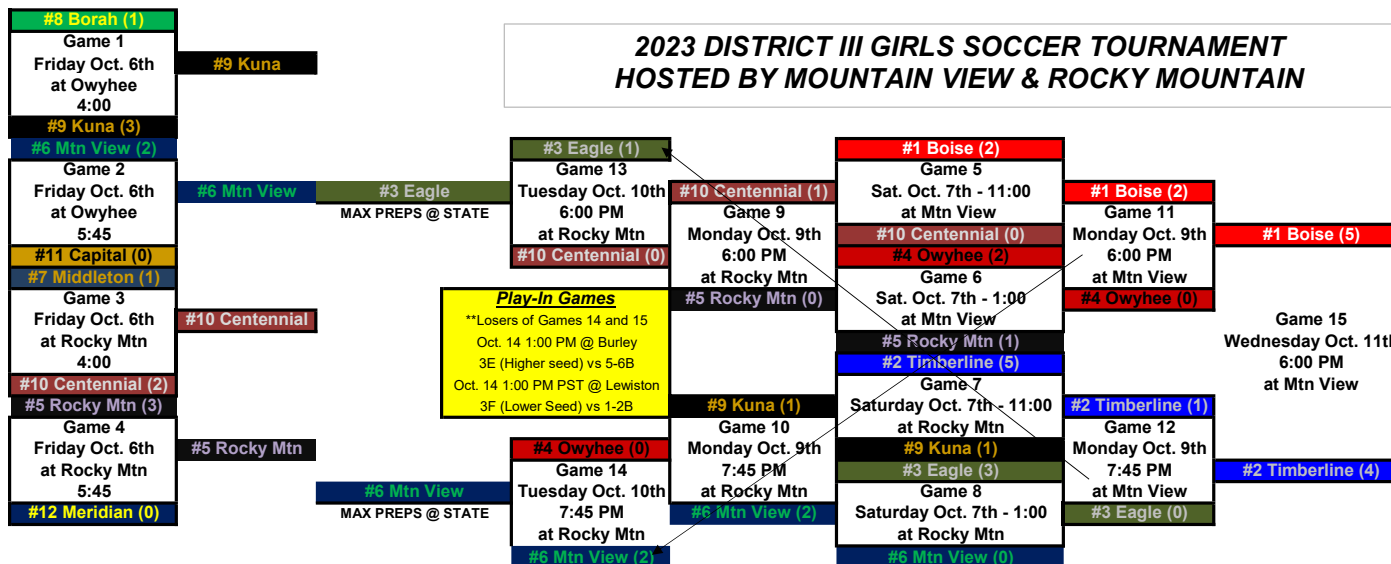 2023 DISTRICT III GIRLS SOCCER TOURNAMENT
HOSTED BY MOUNTAIN VIEW & ROCKY MOUNTAIN
#8 Borah (1)
Game 1
Friday Oct. 6th
at Owyhee
4:00
#9 Kuna (3)
#9 Kuna
#6 Mtn View (2)
Game 2
Friday Oct. 6th
at Owyhee
5:45
#11 Capital (0)
#6 Mtn View
#7 Middleton (1)
Game 3
Friday Oct. 6th
at Rocky Mtn
4:00
#10 Centennial (2)
#10 Centennial
#5 Rocky Mtn (3)
Game 4
Friday Oct. 6th
at Rocky Mtn
5:45
#12 Meridian (0)
#5 Rocky Mtn
#3 Eagle
MAX PREPS @ STATE
#6 Mtn View
MAX PREPS @ STATE
#3 Eagle (1)
Game 13
Tuesday Oct. 10th
6:00 PM
at Rocky Mtn
#10 Centennial (0)
Play-In Games
**Losers of Games 14 and 15
Oct. 14 1:00 PM @ Burley
3E (Higher seed) vs 5-6B
Oct. 14 1:00 PM PST @ Lewiston
3F (Lower Seed) vs 1-2B
#4 Owyhee (0)
Game 14
Tuesday Oct. 10th
7:45 PM
at Rocky Mtn
#6 Mtn View (2)
#10 Centennial (1)
Game 9
Monday Oct. 9th
6:00 PM
at Rocky Mtn
#5 Rocky Mtn (0)
#9 Kuna (1)
Game 10
Monday Oct. 9th
7:45 PM
at Rocky Mtn
#6 Mtn View (2)
#1 Boise (2)
Game 5
Sat. Oct. 7th - 11:00
at Mtn View
#10 Centennial (0)
#4 Owyhee (2)
Game 6
Sat. Oct. 7th - 1:00
at Mtn View
#5 Rocky Mtn (1)
#2 Timberline (5)
Game 7
Saturday Oct. 7th - 11:00
at Rocky Mtn
#9 Kuna (1)
#3 Eagle (3)
Game 8
Saturday Oct. 7th - 1:00
at Rocky Mtn
#6 Mtn View (0)
#1 Boise (2)
Game 11
Monday Oct. 9th
6:00 PM
at Mtn View
#4 Owyhee (0)
#2 Timberline (1)
Game 12
Monday Oct. 9th
7:45 PM
at Mtn View
#3 Eagle (0)
#1 Boise (5)
Game 15
Wednesday Oct. 11th
6:00 PM
at Mtn View
#2 Timberline (4)